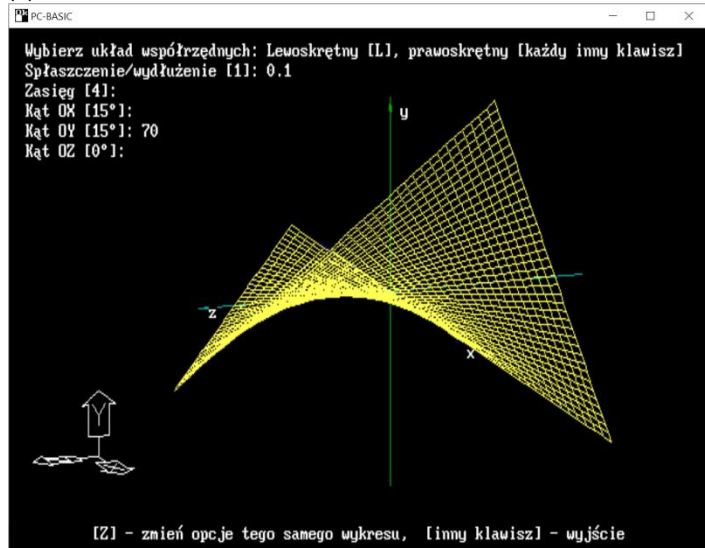 PC-BASIC
Wybierz układ współrzędnych: Lewoskrętny [L], prawoskrętny [każdy inny klawisz]
Spłaszczenie/wydłużenie [1]: 0.1
Zasięg [4]:
Kąt OX [15°]:
Kąt OY [15°]: 70
Kąt OZ [0°]:
y
z
x
Y
[Z] - zmień opcje tego samego wykresu,  [inny klawisz] - wyjście